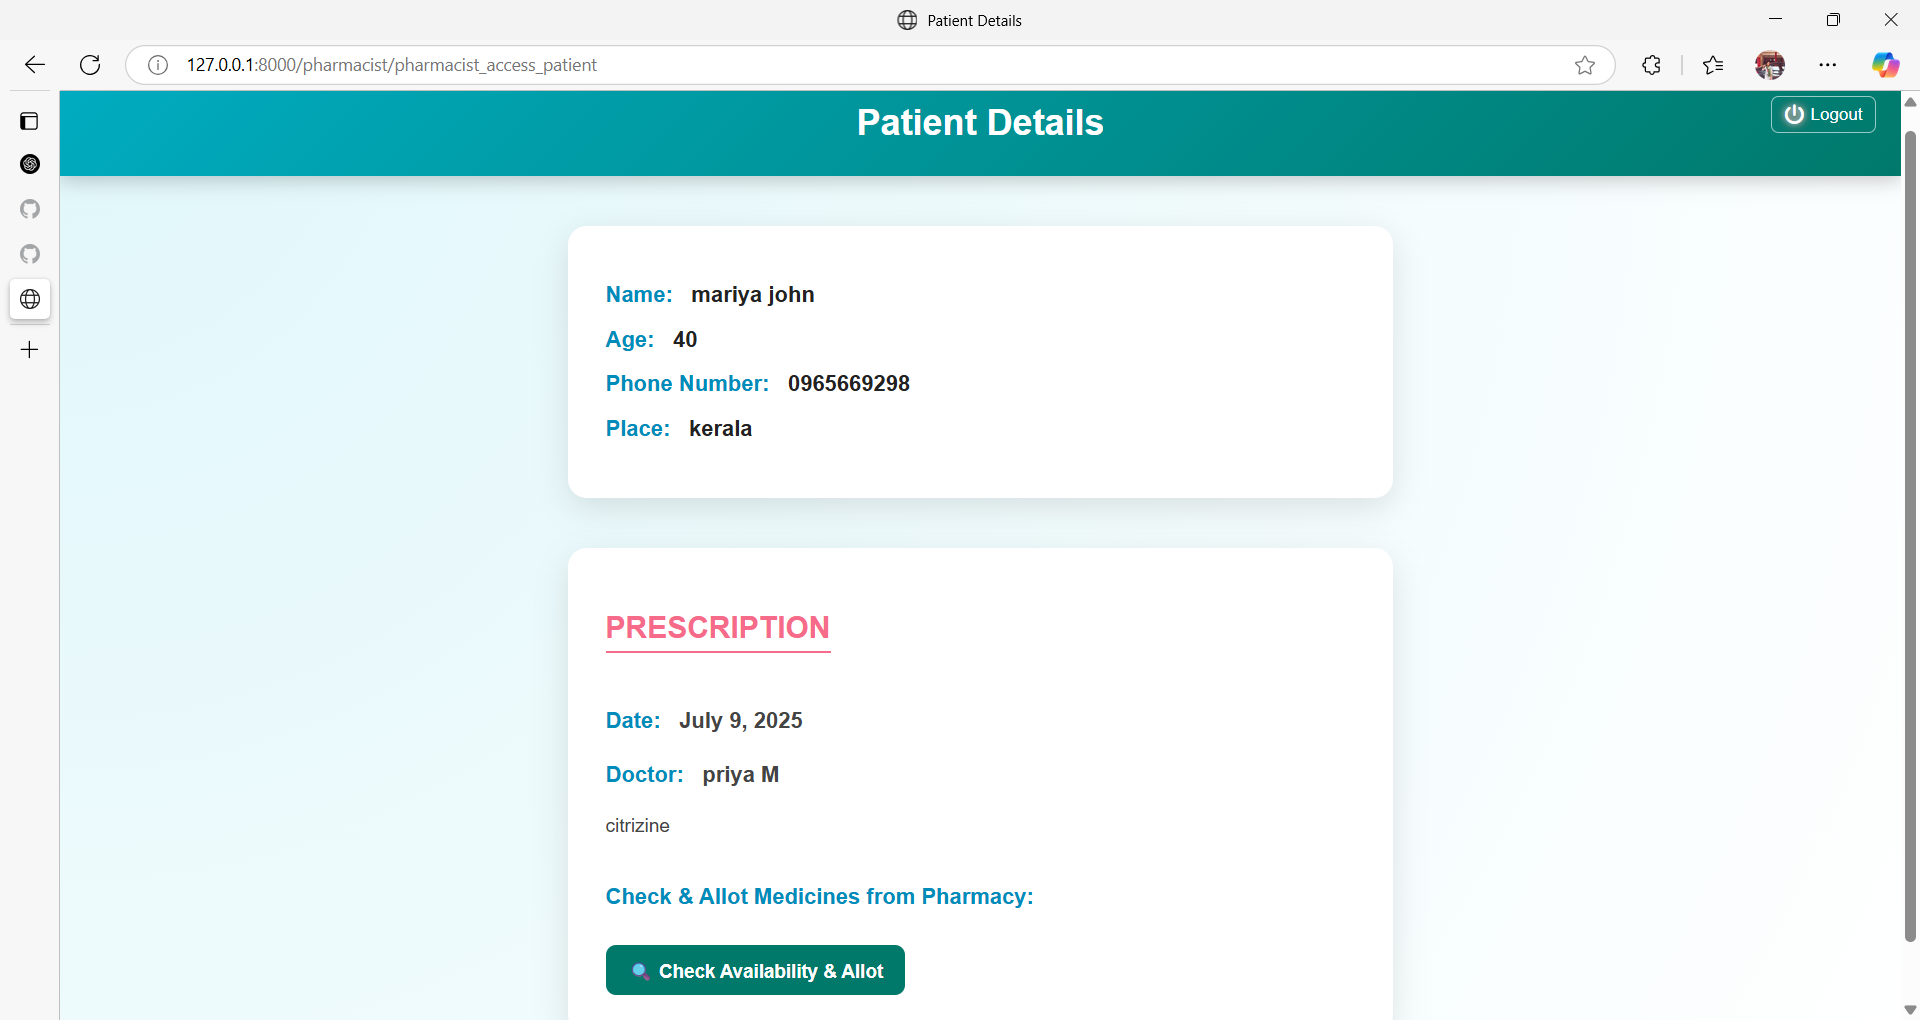 Patient Details
127.0.0.1:8000/pharmacist/pharmacist_access_patient
Patient Details
Logout
Name: mariya john
Age: 40
Phone Number: 0965669298
Place: kerala
PRESCRIPTION
Date: July 9, 2025
Doctor: priya M
citrizine
Check & Allot Medicines from Pharmacy:
Check Availability & Allot